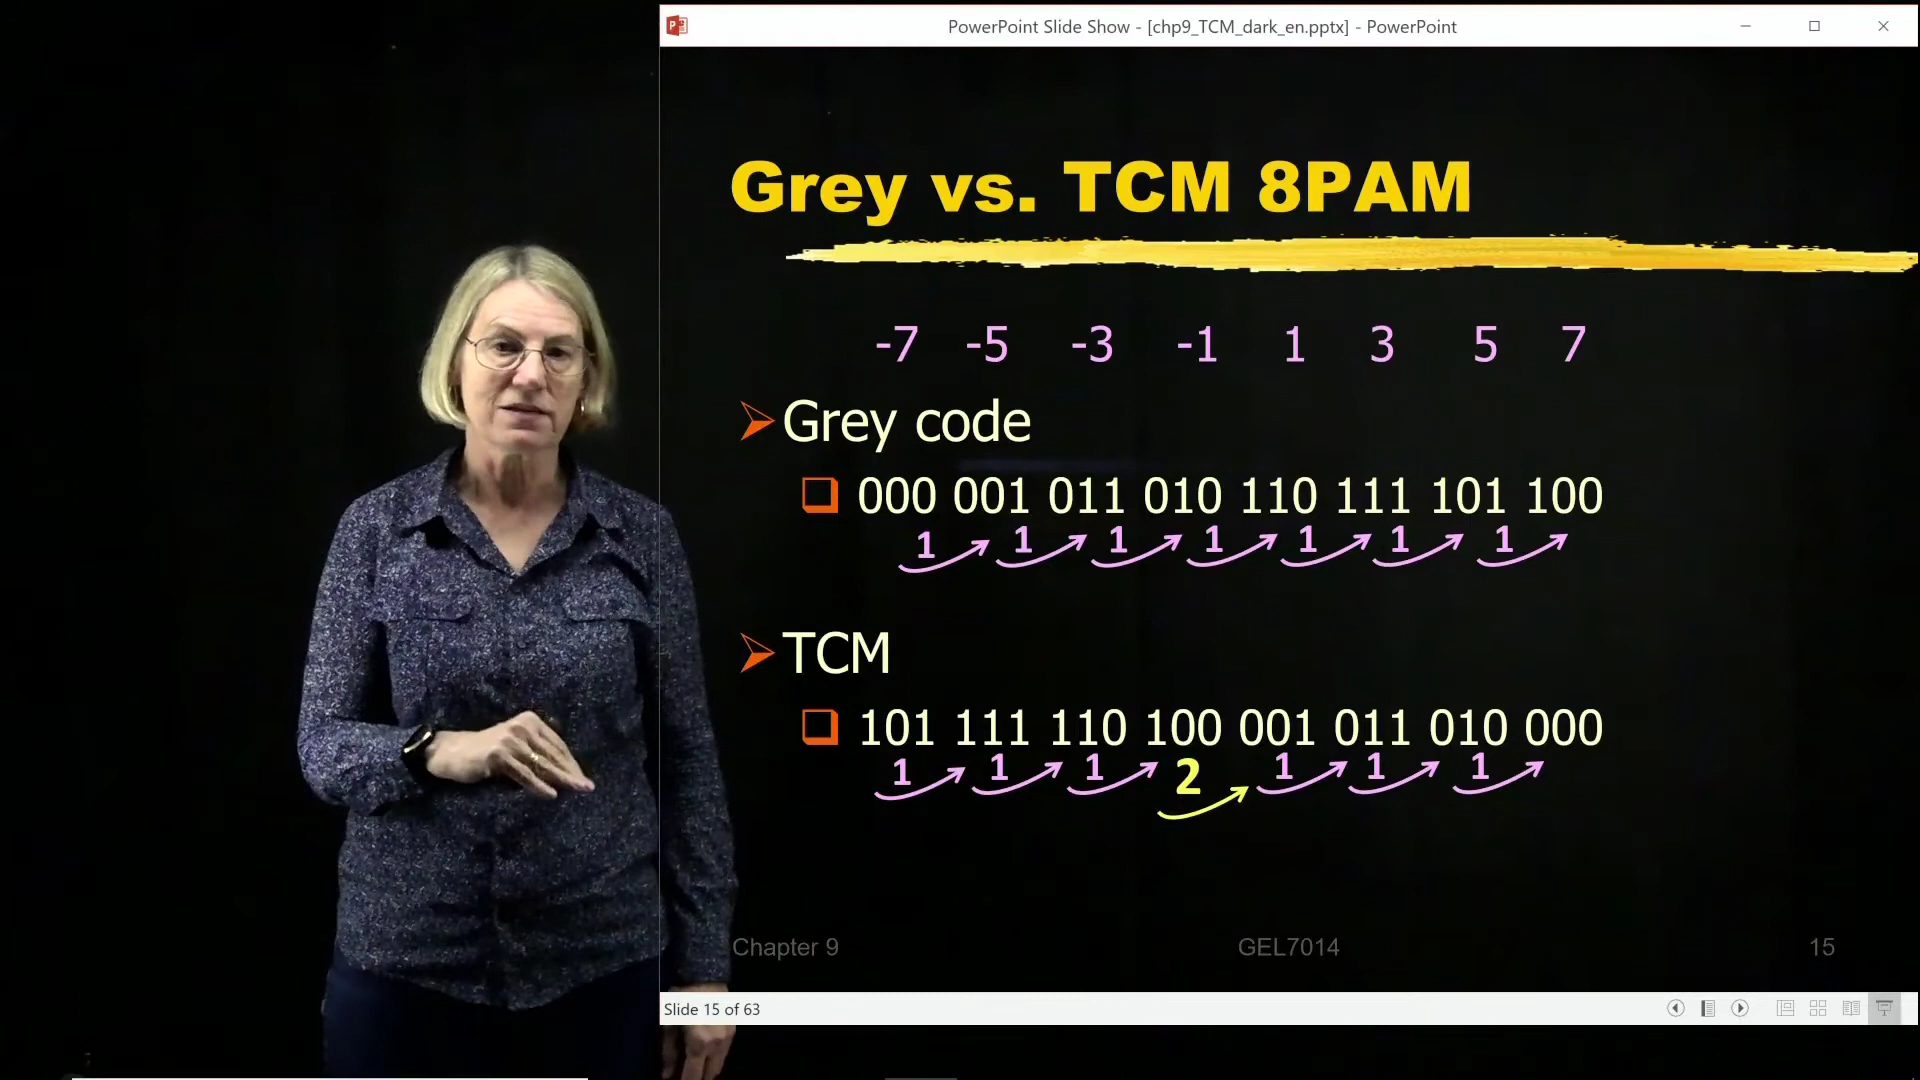 PowerPoint Slide Show - [chp9_TCM_dark_en.pptx] - PowerPoint
Grey vs. TCM 8PAM
-7 -5 -3 -1 1 3 5 7
Grey code
000 001 011 010 110 111 101 100
1 1 1 1 1 1 1
TCM
101 111 110 100 001 011 010 000
1 1 1 2 1 1 1
Chapter 9 GEL7014 15
Slide 15 of 63